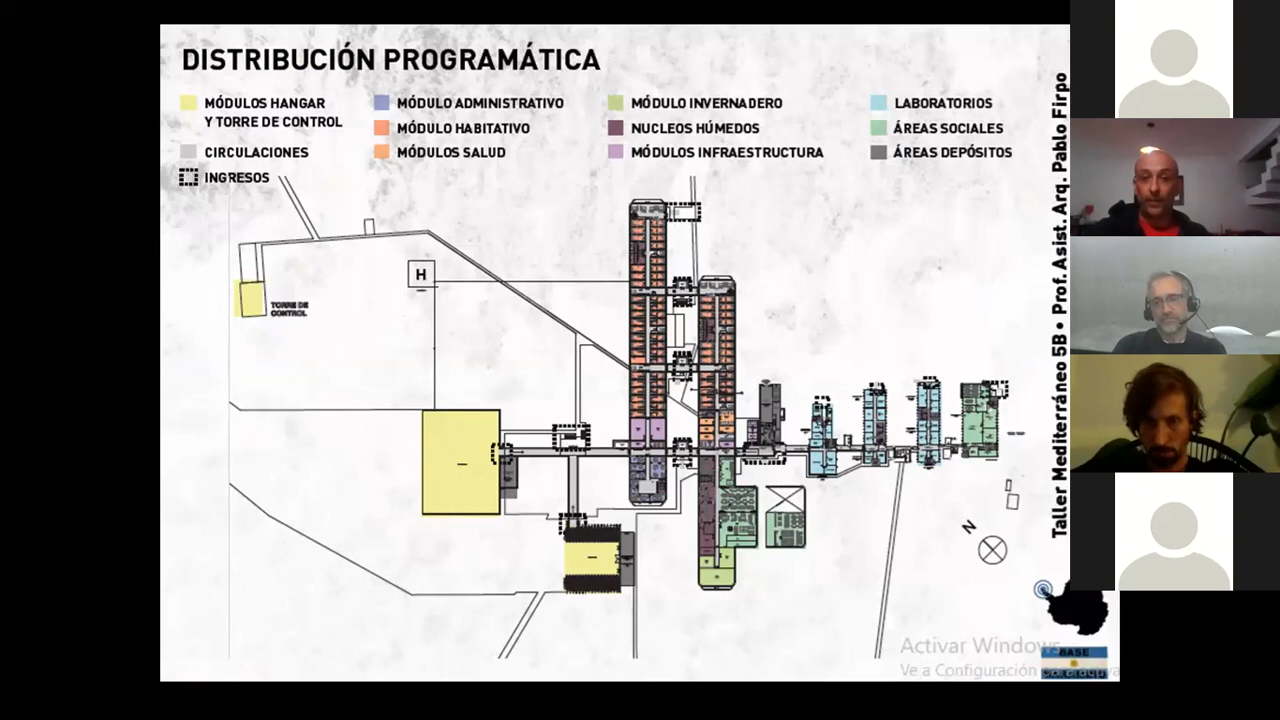 DISTRIBUCIÓN PROGRAMÁTICA
MÓDULOS HANGAR
Y TORRE DE CONTROL
CIRCULACIONES
INGRESOS
MÓDULO ADMINISTRATIVO
MÓDULO HABITATIVO
MÓDULOS SALUD
MÓDULO INVERNADERO
NUCLEOS HÚMEDOS
MÓDULOS INFRAESTRUCTURA
LABORATORIOS
ÁREAS SOCIALES
ÁREAS DEPÓSITOS
H
TORRE DE
CONTROL
N
Taller Mediterráneo 5B • Prof. Asist. Arq. Pablo Firpo
Activar Windows
Ve a Configuración
BASE